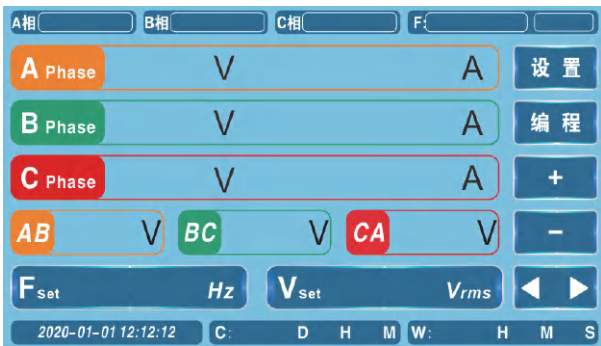 A相 B相 C相 F:
A Phase V A 设置
B Phase V A 编程
C Phase V A +
AB V BC V CA V -
Fset Hz Vset Vrms ◀ ▶
2020-01-01 12:12:12 C: D H M W: H M S